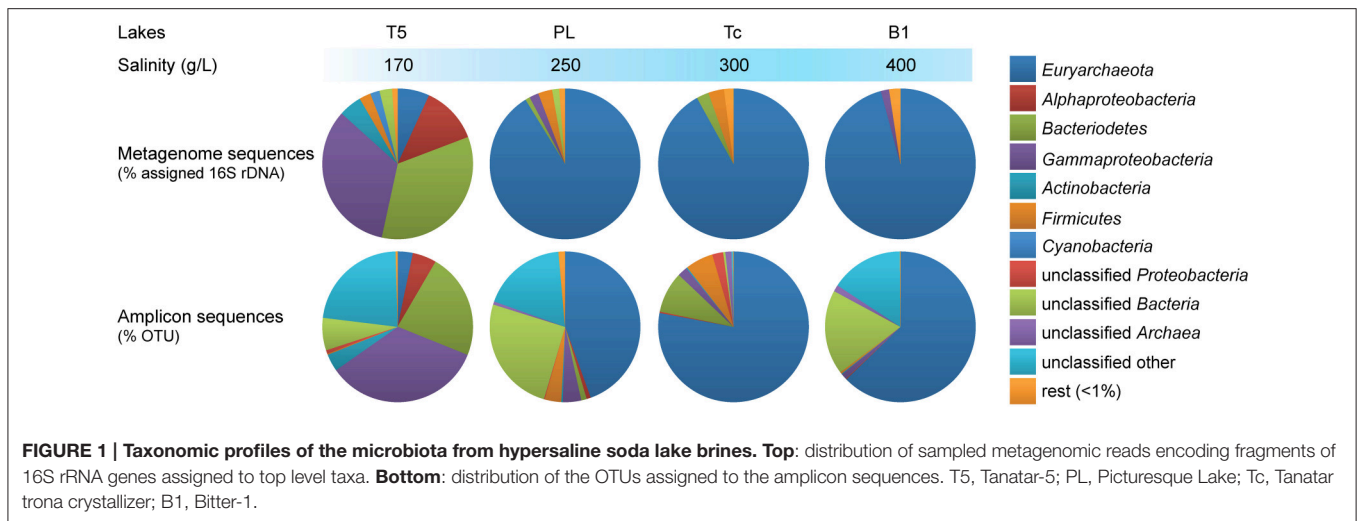 Lakes T5 PL Tc B1
Salinity (g/L) 170 250 300 400
Metagenome sequences
(% assigned 16S rDNA)
Amplicon sequences
(% OTU)
Euryarchaeota
Alphaproteobacteria
Bacteriodetes
Gammaproteobacteria
Actinobacteria
Firmicutes
Cyanobacteria
unclassified Proteobacteria
unclassified Bacteria
unclassified Archaea
unclassified other
rest (<1%)
FIGURE 1 | Taxonomic profiles of the microbiota from hypersaline soda lake brines. Top: distribution of sampled metagenomic reads encoding fragments of
16S rRNA genes assigned to top level taxa. Bottom: distribution of the OTUs assigned to the amplicon sequences. T5, Tanatar-5; PL, Picturesque Lake; Tc, Tanatar
trona crystallizer; B1, Bitter-1.